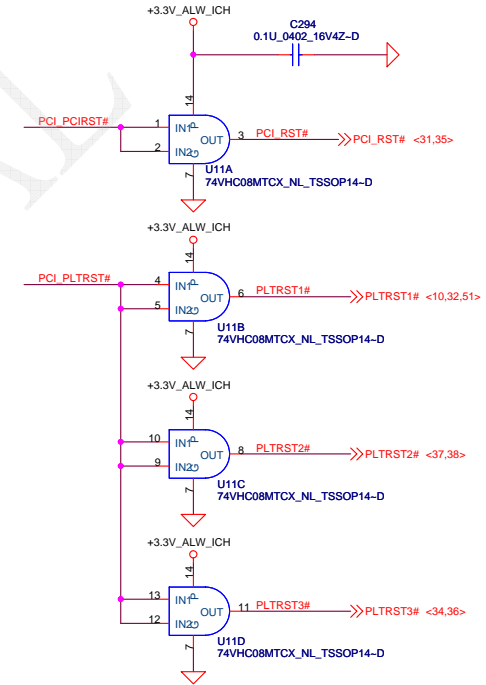 +3.3V_ALW_ICH
C294
0.1U_0402_16V4Z~D
14
PCI_PCIRST#
1
IN1
P
2
IN2
G
OUT
3
PCI_RST#
PCI_RST# <31,35>
7
U11A
74VHC08MTCX_NL_TSSOP14~D
+3.3V_ALW_ICH
14
PCI_PLTRST#
4
IN1
P
5
IN2
G
OUT
6
PLTRST1#
PLTRST1# <10,32,51>
7
U11B
74VHC08MTCX_NL_TSSOP14~D
+3.3V_ALW_ICH
14
10
IN1
P
9
IN2
G
OUT
8
PLTRST2#
PLTRST2# <37,38>
7
U11C
74VHC08MTCX_NL_TSSOP14~D
+3.3V_ALW_ICH
14
13
IN1
P
12
IN2
G
OUT
11
PLTRST3#
PLTRST3# <34,36>
7
U11D
74VHC08MTCX_NL_TSSOP14~D